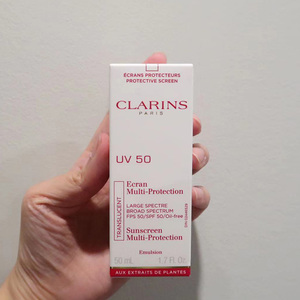 ÉCRANS PROTECTEURS
PROTECTIVE SCREEN
CLARINS
PARIS
UV 50
TRANSLUCENT
Ecran
Multi-Protection
LARGE SPECTRE
BROAD SPECTRUM
FPS 50/SPF 50/Oil-free
Sunscreen
Multi-Protection
Emulsion
50 mL 1.7 Fl. Oz.
AUX EXTRAITS DE PLANTES